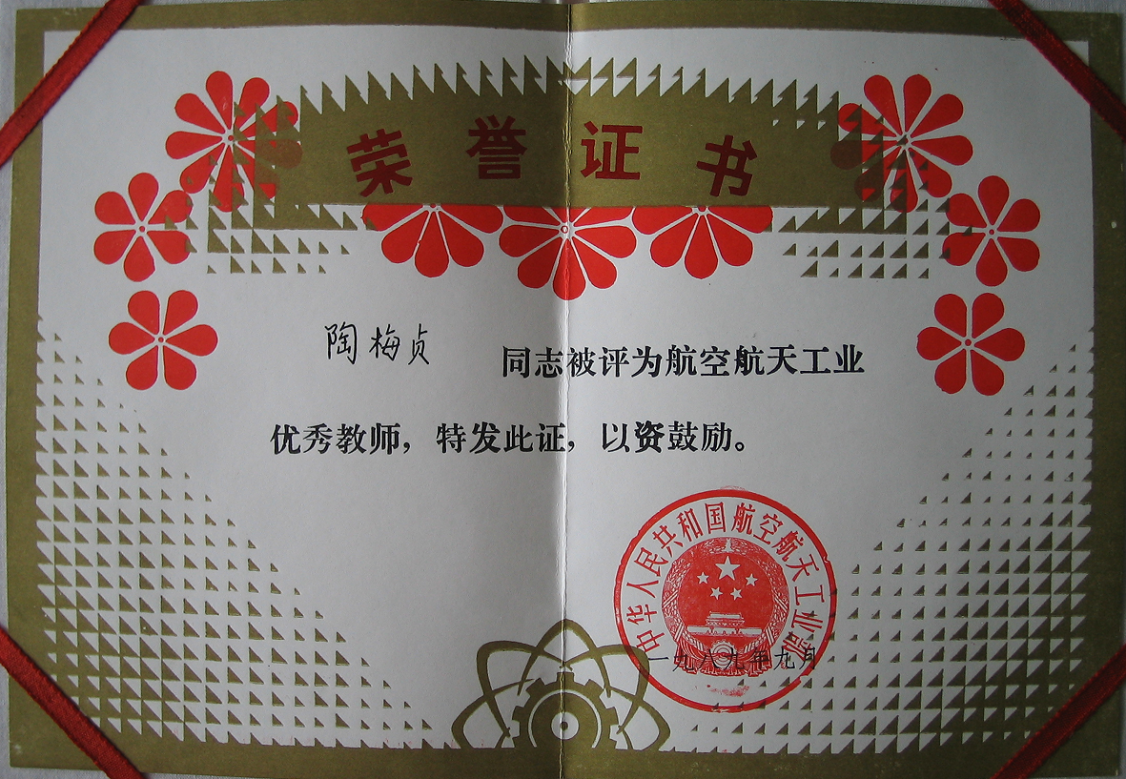 荣誉证书
陶梅贞 同志被评为航空航天工业
优秀教师，特发此证，以资鼓励。
中华人民共和国航空航天工业部
一九八九年九月